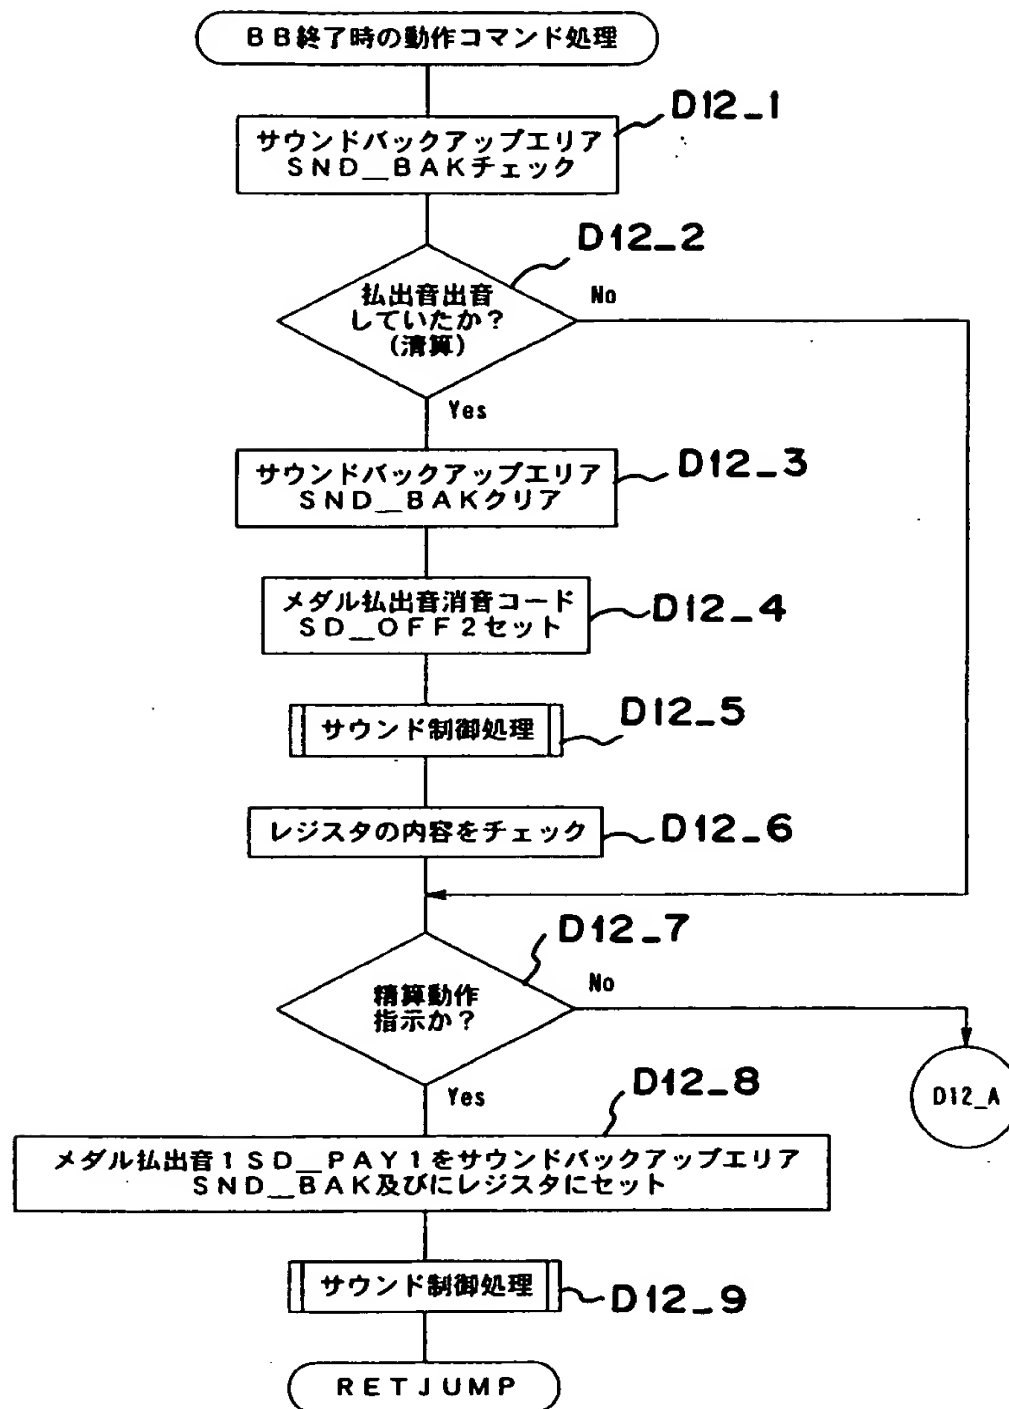 ＢＢ終了時の動作コマンド処理
D12_1
サウンドバックアップエリア
ＳＮＤ＿ＢＡＫチェック
D12_2
払出音出音
していたか？
(清算)
No
Yes
D12_3
サウンドバックアップエリア
ＳＮＤ＿ＢＡＫクリア
D12_4
メダル払出音消音コード
ＳＤ＿ＯＦＦ２セット
D12_5
サウンド制御処理
D12_6
レジスタの内容をチェック
D12_7
精算動作
指示か？
No
D12_A
Yes
D12_8
メダル払出音１ＳＤ＿ＰＡＹ１をサウンドバックアップエリア
ＳＮＤ＿ＢＡＫ及びにレジスタにセット
サウンド制御処理
D12_9
ＲＥＴＪＵＭＰ